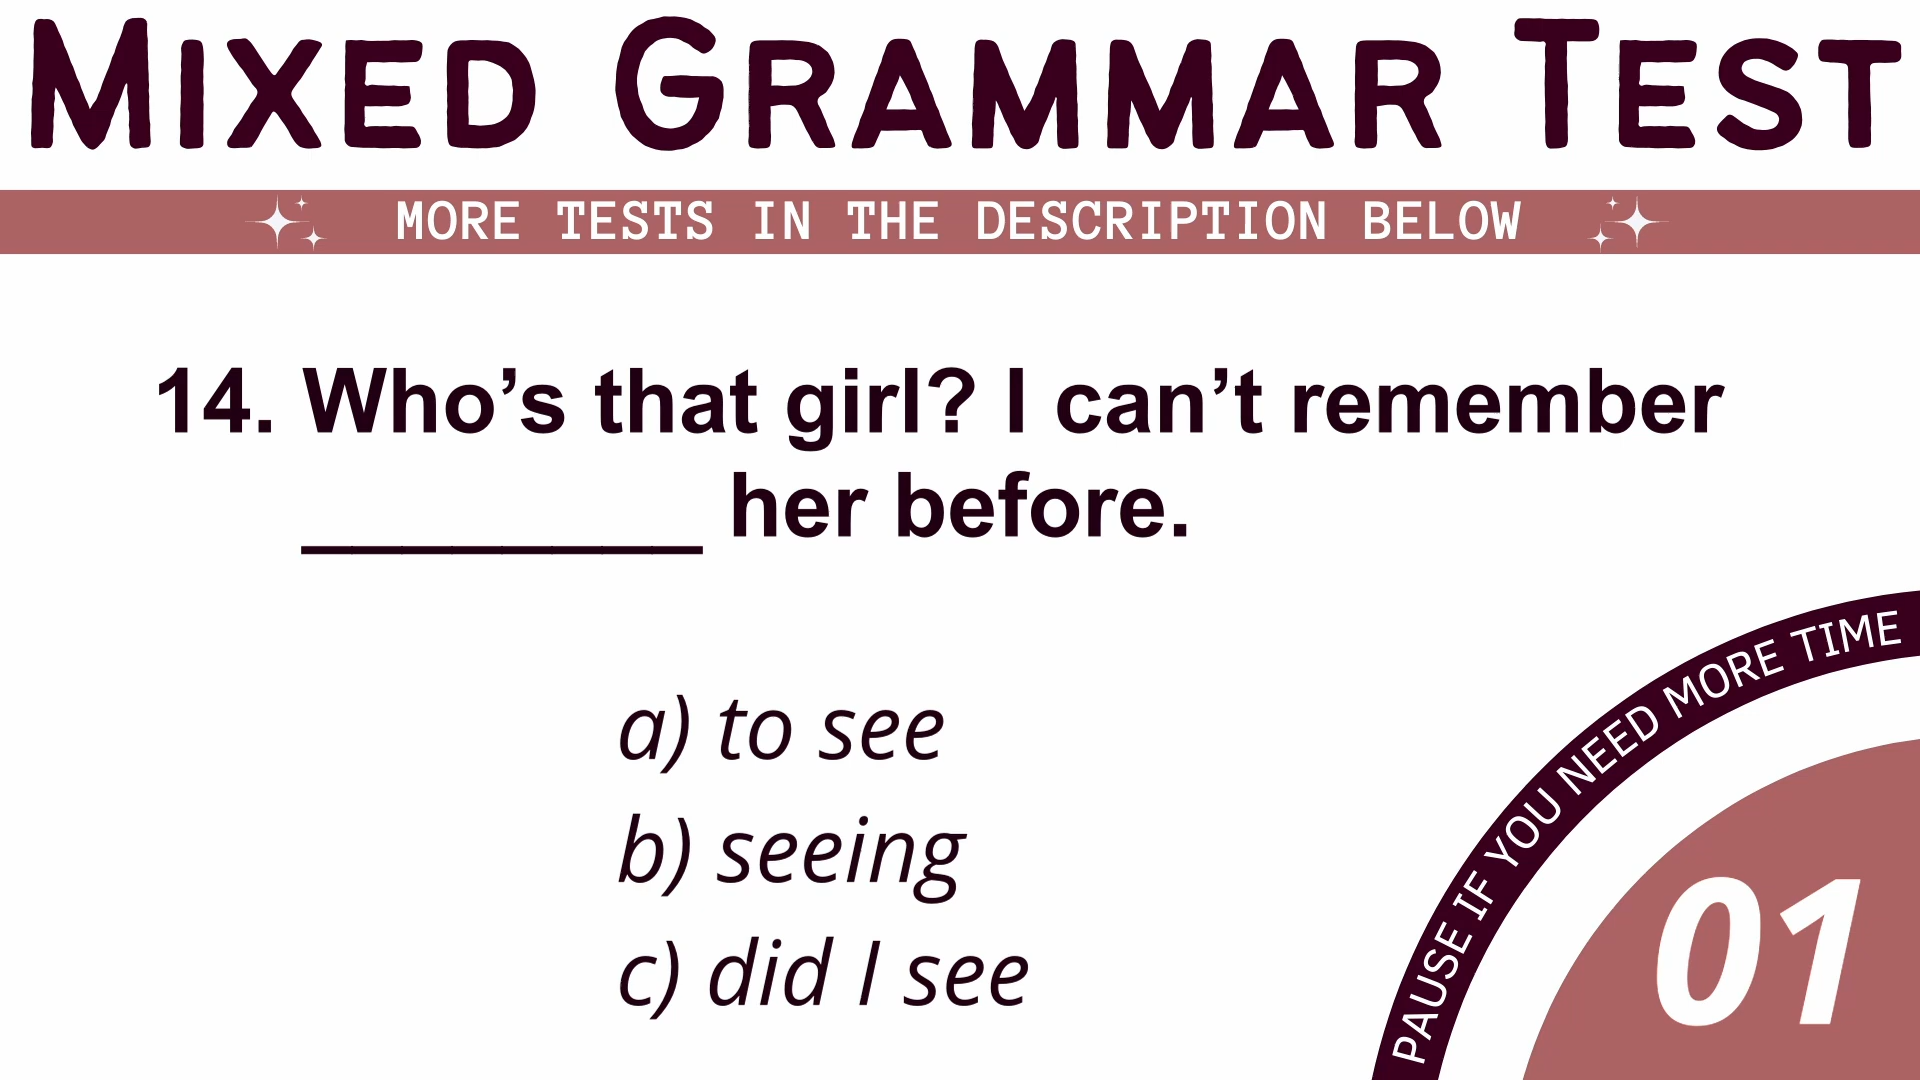 Mixed Grammar Test
MORE TESTS IN THE DESCRIPTION BELOW
14. Who’s that girl? I can’t remember
________ her before.
a) to see
b) seeing
c) did I see
PAUSE IF YOU NEED MORE TIME
01